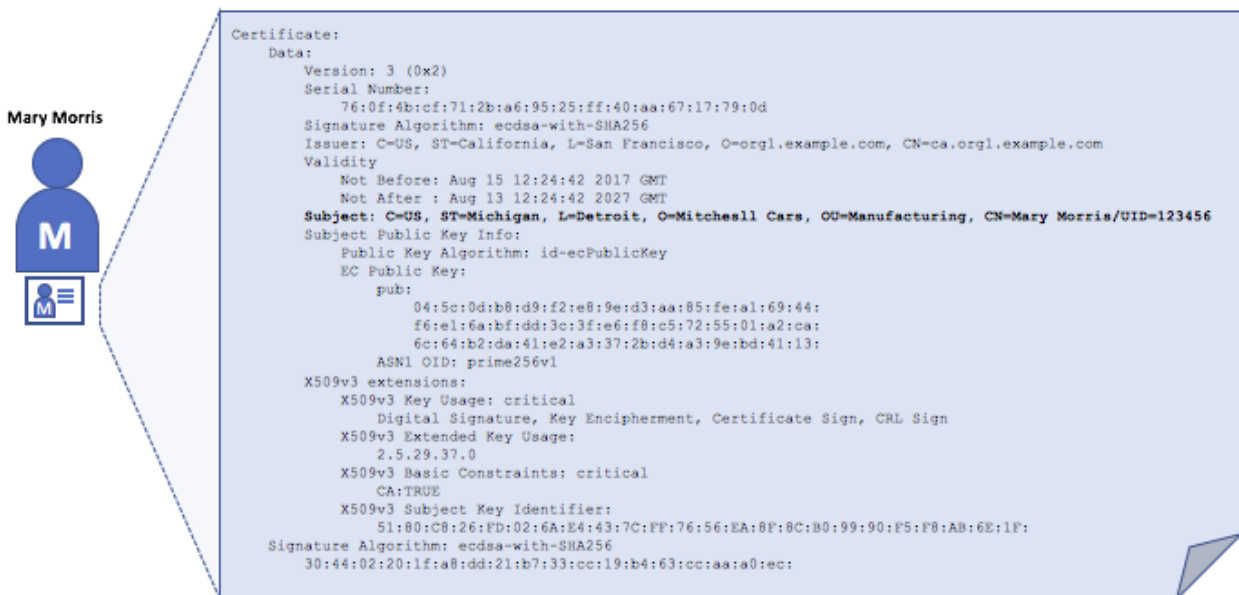 Mary Morris
M
M
Certificate:
Data:
Version: 3 (0x2)
Serial Number:
76:0f:4b:cf:71:2b:a6:95:25:ff:40:aa:67:17:79:0d
Signature Algorithm: ecdsa-with-SHA256
Issuer: C=US, ST=California, L=San Francisco, O=org1.example.com, CN=ca.org1.example.com
Validity
Not Before: Aug 15 12:24:42 2017 GMT
Not After : Aug 13 12:24:42 2027 GMT
Subject: C=US, ST=Michigan, L=Detroit, O=Mitchesll Cars, OU=Manufacturing, CN=Mary Morris/UID=123456
Subject Public Key Info:
Public Key Algorithm: id-ecPublicKey
EC Public Key:
pub:
04:5c:0d:b8:d9:f2:e8:9e:d3:aa:85:fe:a1:69:44:
f6:e1:6a:bf:dd:3c:3f:e6:f8:c5:72:55:01:a2:ca:
6c:64:b2:da:41:e2:a3:37:2b:d4:a3:9e:bd:41:13:
ASN1 OID: prime256v1
X509v3 extensions:
X509v3 Key Usage: critical
Digital Signature, Key Encipherment, Certificate Sign, CRL Sign
X509v3 Extended Key Usage:
2.5.29.37.0
X509v3 Basic Constraints: critical
CA:TRUE
X509v3 Subject Key Identifier:
51:80:C8:26:FD:02:6A:E4:43:7C:FF:76:56:EA:8F:8C:B0:99:90:F5:F8:AB:6E:1F:
Signature Algorithm: ecdsa-with-SHA256
30:44:02:20:1f:a8:dd:21:b7:33:cc:19:b4:63:cc:aa:a0:ec: